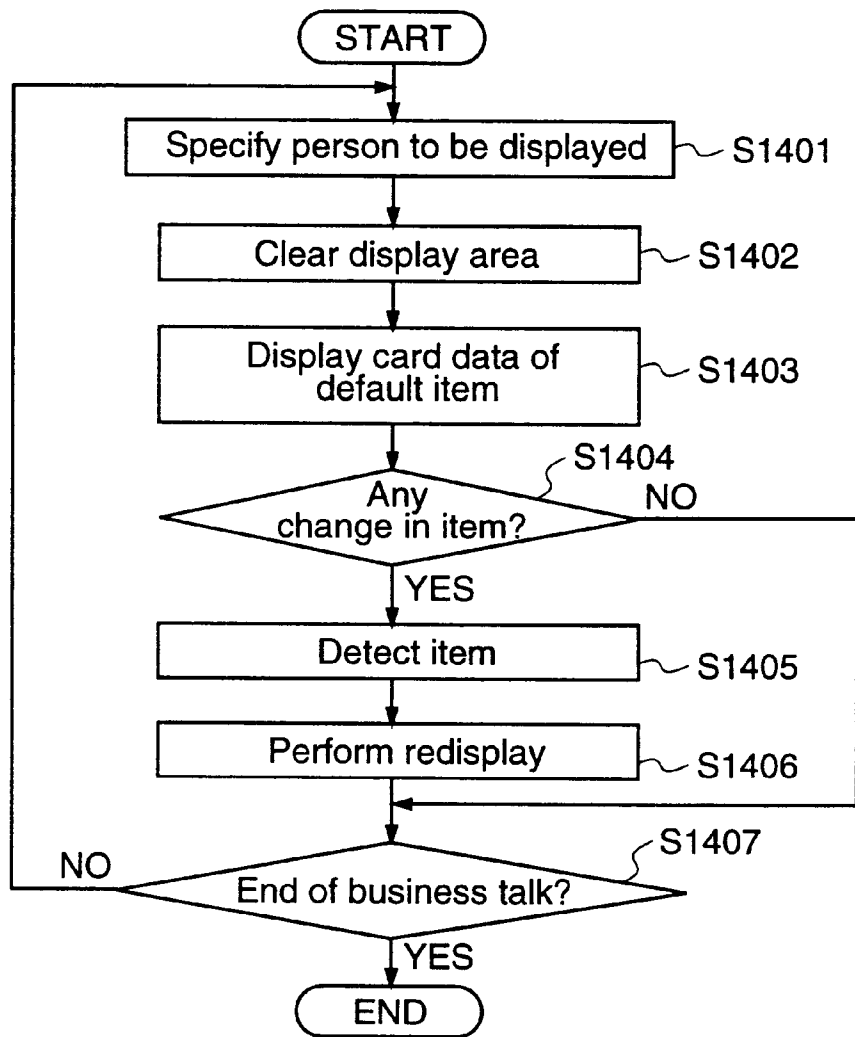 START
Specify person to be displayed
S1401
Clear display area
S1402
Display card data of
default item
S1403
S1404
Any
change in item?
NO
YES
Detect item
S1405
Perform redisplay
S1406
S1407
NO
End of business talk?
YES
END